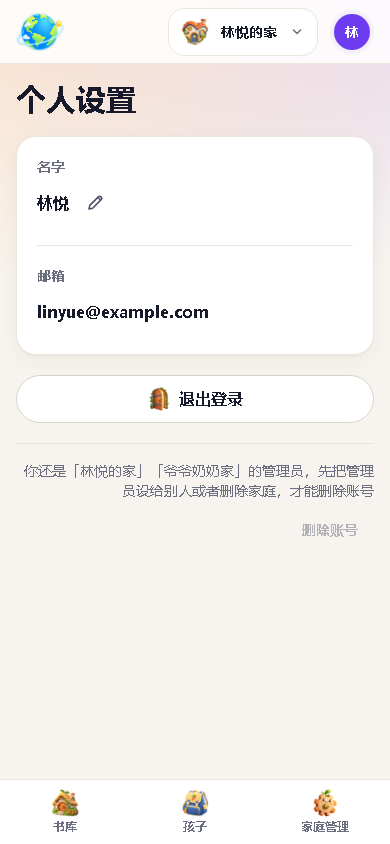 林悦的家
林
个人设置
名字
林悦
邮箱
linyue@example.com
退出登录
你还是「林悦的家」「爷爷奶奶家」的管理员，先把管理
员设给别人或者删除家庭，才能删除账号
删除账号
书库
孩子
家庭管理